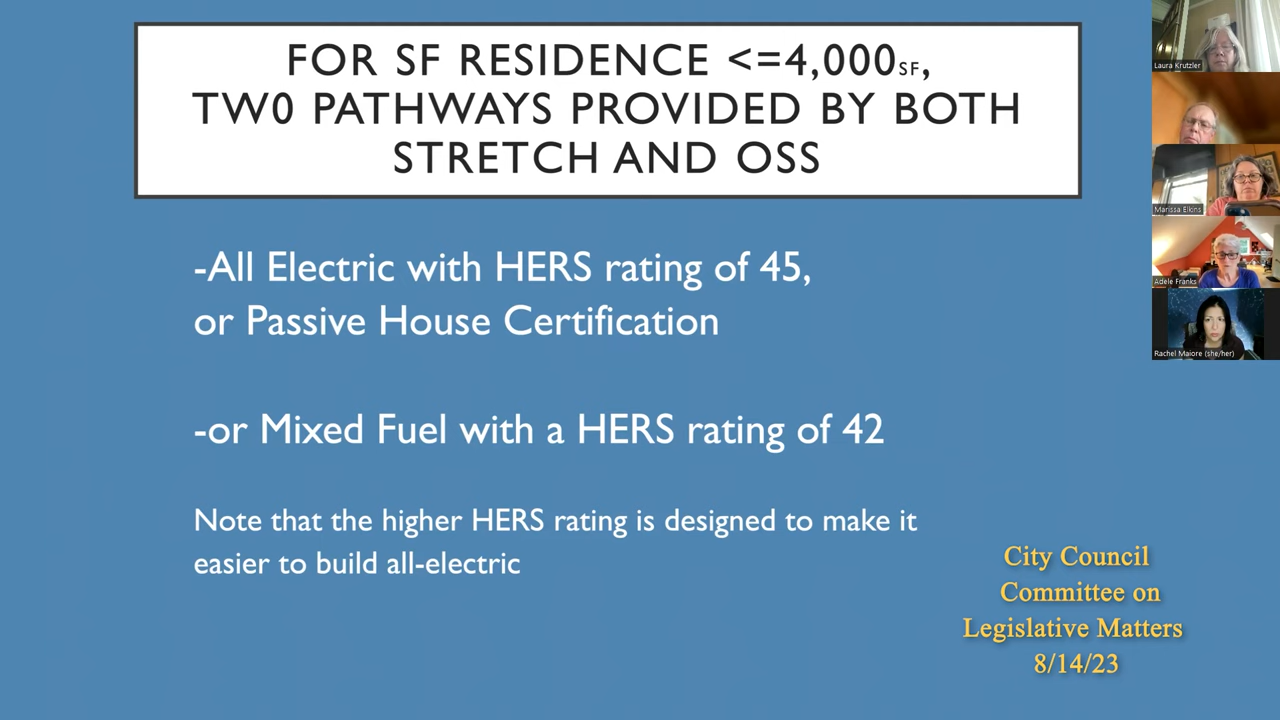 FOR SF RESIDENCE <=4,000SF,
TW0 PATHWAYS PROVIDED BY BOTH
STRETCH AND OSS
-All Electric with HERS rating of 45,
or Passive House Certification
-or Mixed Fuel with a HERS rating of 42
Note that the higher HERS rating is designed to make it
easier to build all-electric
City Council
Committee on
Legislative Matters
8/14/23
Laura Krutzler
Marissa Elkins
Adele Franks
Rachel Maiore (she/her)